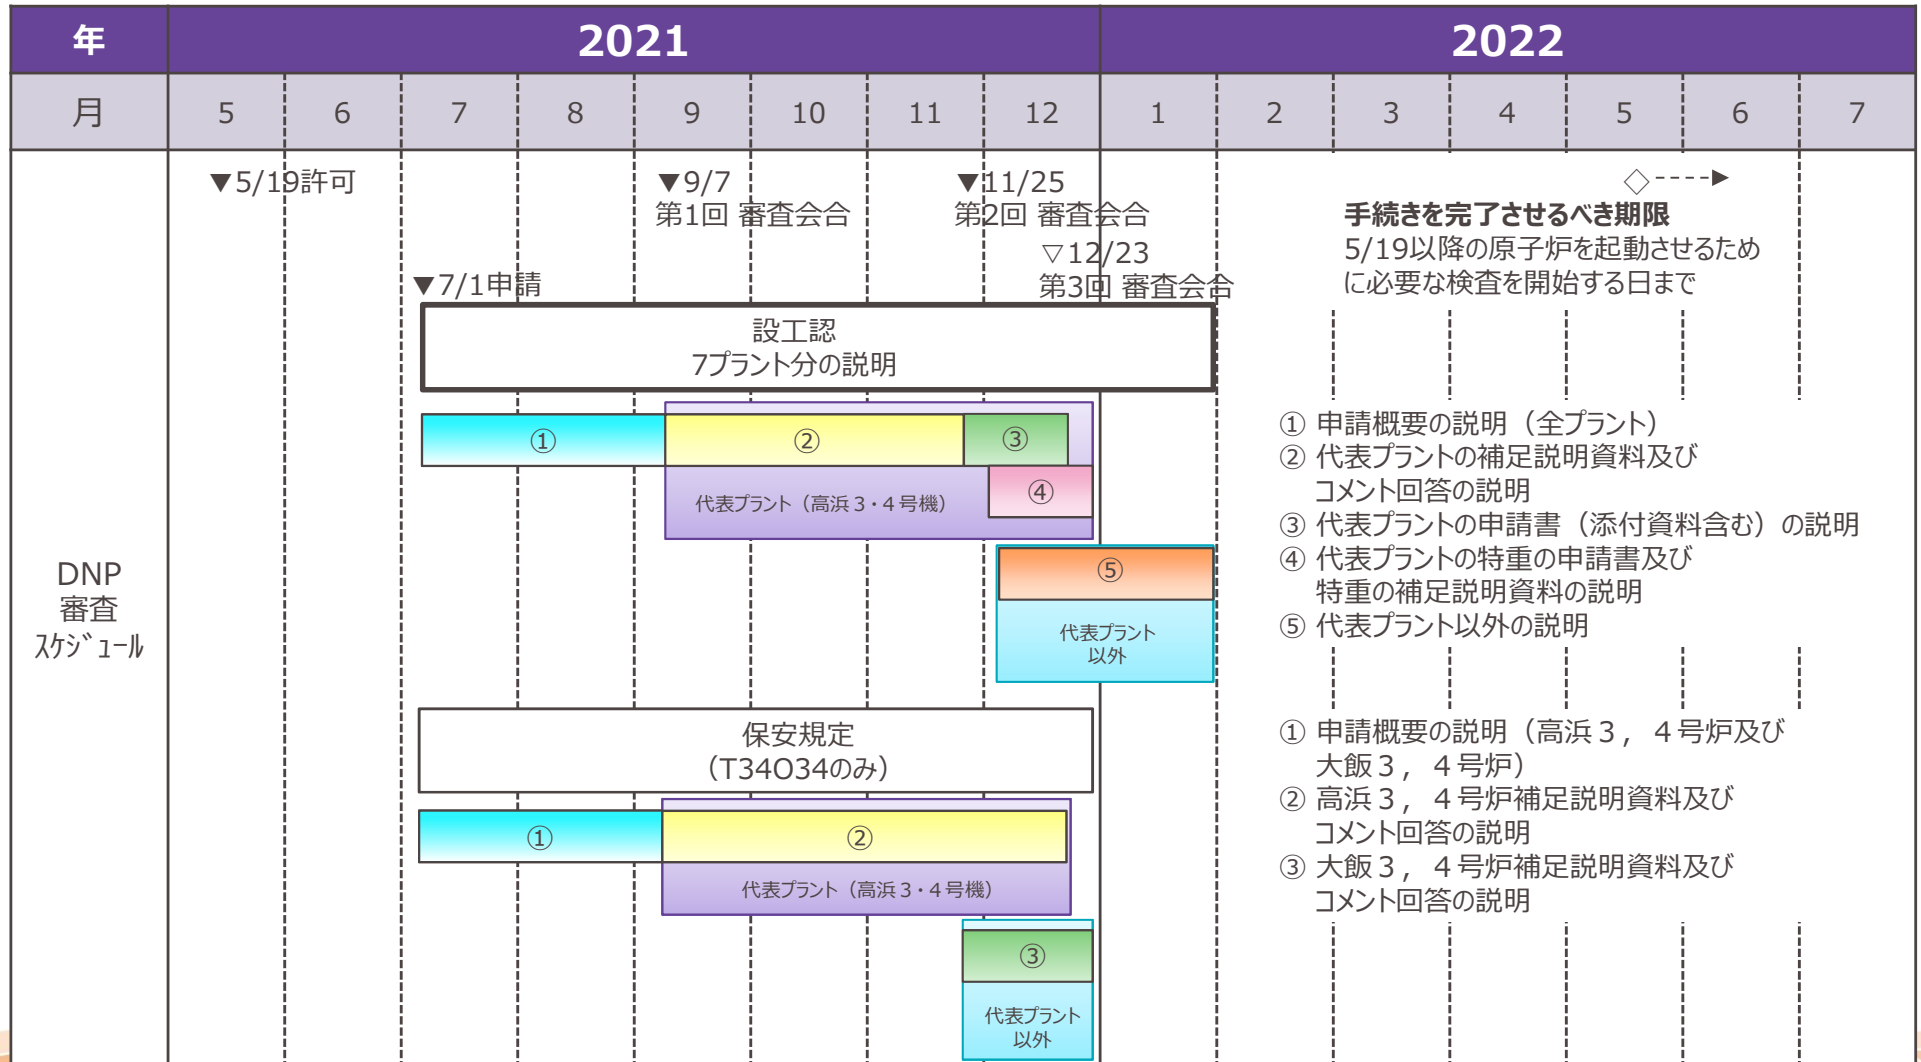 年
2021
2022
月
5
6
7
8
9
10
11
12
1
2
3
4
5
6
7
DNP
審査
ｽｹｼﾞｭｰﾙ
▼5/19許可
▼9/7
第1回 審査会合
▼11/25
第2回 審査会合
▽12/23
第3回 審査会合
▼7/1申請
◇
手続きを完了させるべき期限
5/19以降の原子炉を起動させるため
に必要な検査を開始する日まで
設工認
7プラント分の説明
①
②
③
④
代表プラント（高浜３・４号機）
⑤
代表プラント
以外
① 申請概要の説明（全プラント）
② 代表プラントの補足説明資料及び
コメント回答の説明
③ 代表プラントの申請書（添付資料含む）の説明
④ 代表プラントの特重の申請書及び
特重の補足説明資料の説明
⑤ 代表プラント以外の説明
保安規定
（T34O34のみ）
①
②
代表プラント（高浜３・４号機）
③
代表プラント
以外
① 申請概要の説明（高浜３，４号炉及び
大飯３，４号炉）
② 高浜３，４号炉補足説明資料及び
コメント回答の説明
③ 大飯３，４号炉補足説明資料及び
コメント回答の説明